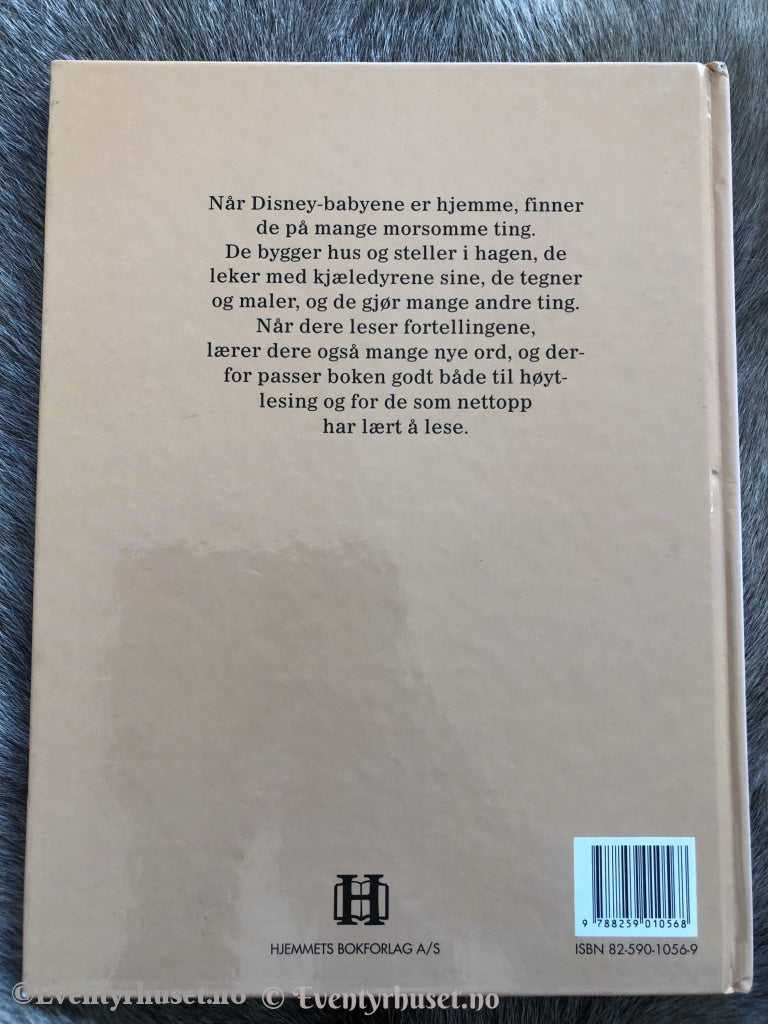 Når Disney-babyene er hjemme, finner
de på mange morsomme ting.
De bygger hus og steller i hagen, de
leker med kjæledyrene sine, de tegner
og maler, og de gjør mange andre ting.
Når dere leser fortellingene,
lærer dere også mange nye ord, og der-
for passer boken godt både til høyt-
lesing og for de som nettopp
har lært å lese.
H
HJEMMETS BOKFORLAG A/S
9 788259 010568
ISBN 82-590-1056-9
©Eventyrhuset.no © Eventyrhuset.no